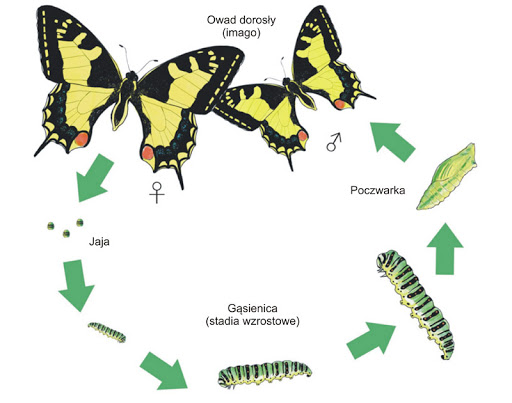 Owad dorosły
(imago)
♀
♂
Poczwarka
Jaja
Gąsienica
(stadia wzrostowe)